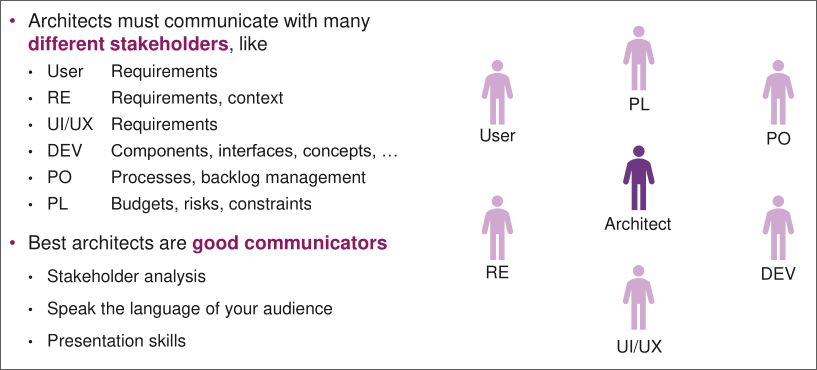 • Architects must communicate with many
different stakeholders, like
• User Requirements
• RE Requirements, context
• UI/UX Requirements
• DEV Components, interfaces, concepts, …
• PO Processes, backlog management
• PL Budgets, risks, constraints
• Best architects are good communicators
• Stakeholder analysis
• Speak the language of your audience
• Presentation skills
PL
User
PO
Architect
RE
DEV
UI/UX